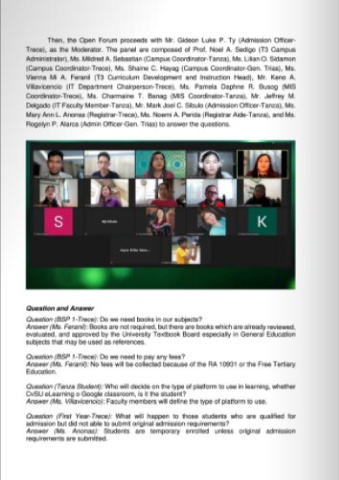 Then, the Open Forum proceeds with Mr. Gideon Luke P. Ty (Admission Officer-
Trece), as the Moderator. The panel are composed of Prof. Noel A. Sedigo (T3 Campus
Administrator), Ms. Mildred A. Sebastian (Campus Coordinator-Tanza), Ms. Lilian O. Sidamon
(Campus Coordinator-Trece), Ms. Shaine C. Hayag (Campus Coordinator-Gen. Trias), Ms.
Vienna Mi A. Feranil (T3 Curriculum Development and Instruction Head), Mr. Keno A.
Villavicencio (IT Department Chairperson-Trece), Ms. Pamela Daphne R. Busog (MIS
Coordinator-Trece), Ms. Charmaine T. Banag (MIS Coordinator-Tanza), Mr. Jeffrey M.
Delgado (IT Faculty Member-Tanza), Mr. Mark Joel C. Sibulo (Admission Officer-Tanza), Ms.
Mary Ann L. Anonas (Registrar-Trece), Ms. Noemi A. Perida (Registrar Aide-Tanza), and Ms.
Rogelyn P. Alarca (Admin Officer-Gen. Trias) to answer the questions.
S
K
Question and Answer
Question (BSP 1-Trece): Do we need books in our subjects?
Answer (Ms. Feranil): Books are not required, but there are books which are already reviewed,
evaluated, and approved by the University Textbook Board especially in General Education
subjects that may be used as references.
Question (BSP 1-Trece): Do we need to pay any fees?
Answer (Ms. Feranil): No fees will be collected because of the RA 10931 or the Free Tertiary
Education.
Question (Tanza Student): Who will decide on the type of platform to use in learning, whether
CvSU eLearning o Google classroom, is it the student?
Answer (Ms. Villavicencio): Faculty members will define the type of platform to use.
Question (First Year-Trece): What will happen to those students who are qualified for
admission but did not able to submit original admission requirements?
Answer (Ms. Anonas): Students are temporary enrolled unless original admission
requirements are submitted.